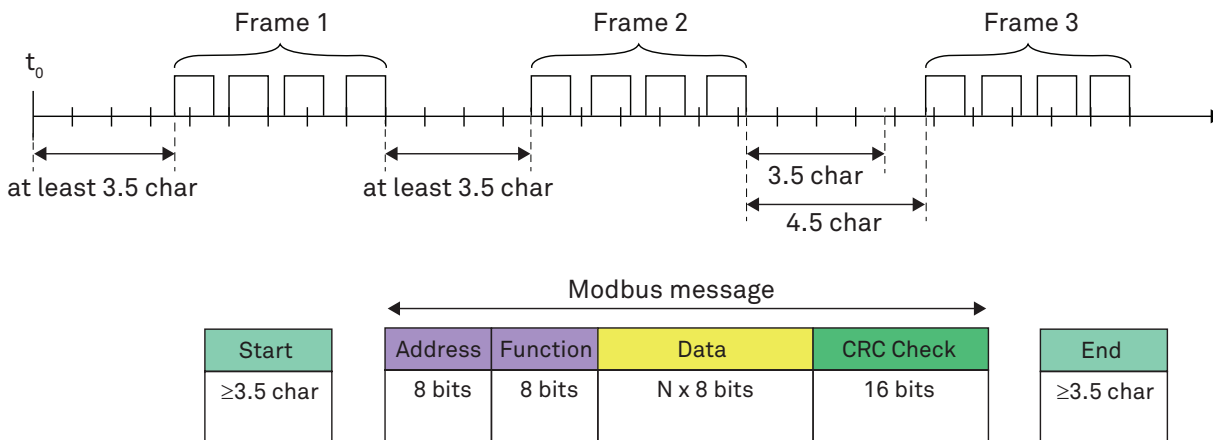 Frame 1
Frame 2
Frame 3
t0
at least 3.5 char
at least 3.5 char
3.5 char
4.5 char
Modbus message
Start
Address
Function
Data
CRC Check
End
≥3.5 char
8 bits
8 bits
N x 8 bits
16 bits
≥3.5 char